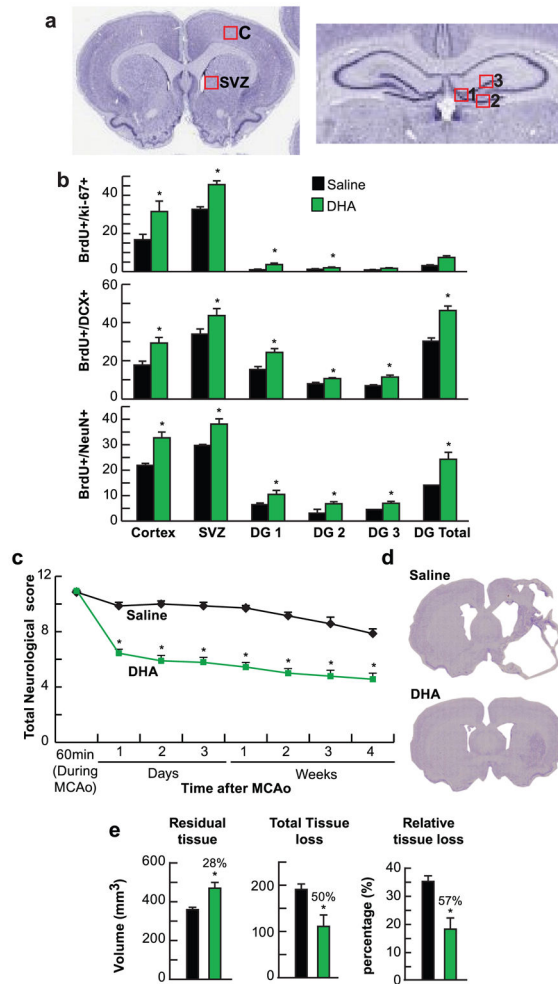 a
C
SVZ
1
2
3
b
Saline
DHA
BrdU+/ki-67+
40
20
0
*
*
*
*
BrdU+/DCX+
60
40
20
0
*
*
*
*
*
*
BrdU+/NeuN+
40
30
20
10
0
*
*
*
*
*
*
Cortex SVZ DG 1 DG 2 DG 3 DG Total
c
Total Neurological score
12
8
4
0
Saline
DHA
* * * * * * *
60min 1 2 3 1 2 3 4
(During Days Weeks
MCAo)
Time after MCAo
d
Saline
DHA
e
Residual
tissue
Volume (mm3)
600
400
200
0
28%
*
Total Tissue
loss
200
100
0
50%
*
Relative
tissue loss
percentage (%)
40
30
20
10
0
57%
*